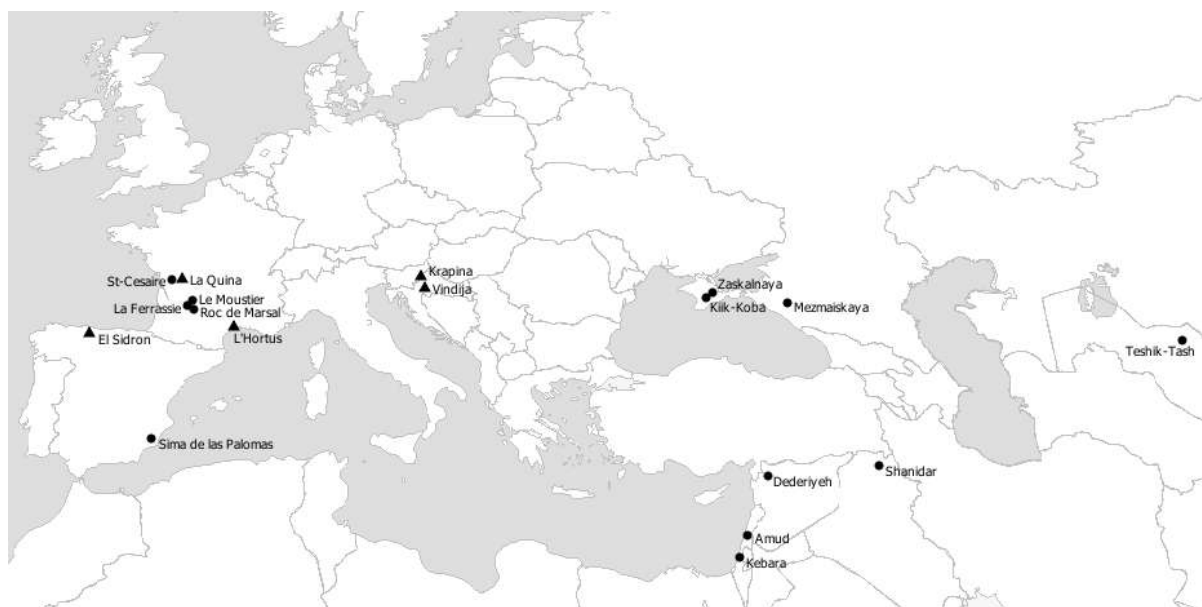 Krapina
St-Cesaire
La Quina
Zaskalnaya
Vindija
Le Moustier
Kiik-Koba
Mezmaiskaya
La Ferrassie
Roc de Marsal
El Sidron
L'Hortus
Teshik-Tash
Sima de las Palomas
Shanidar
Dederiyeh
Amud
Kebara